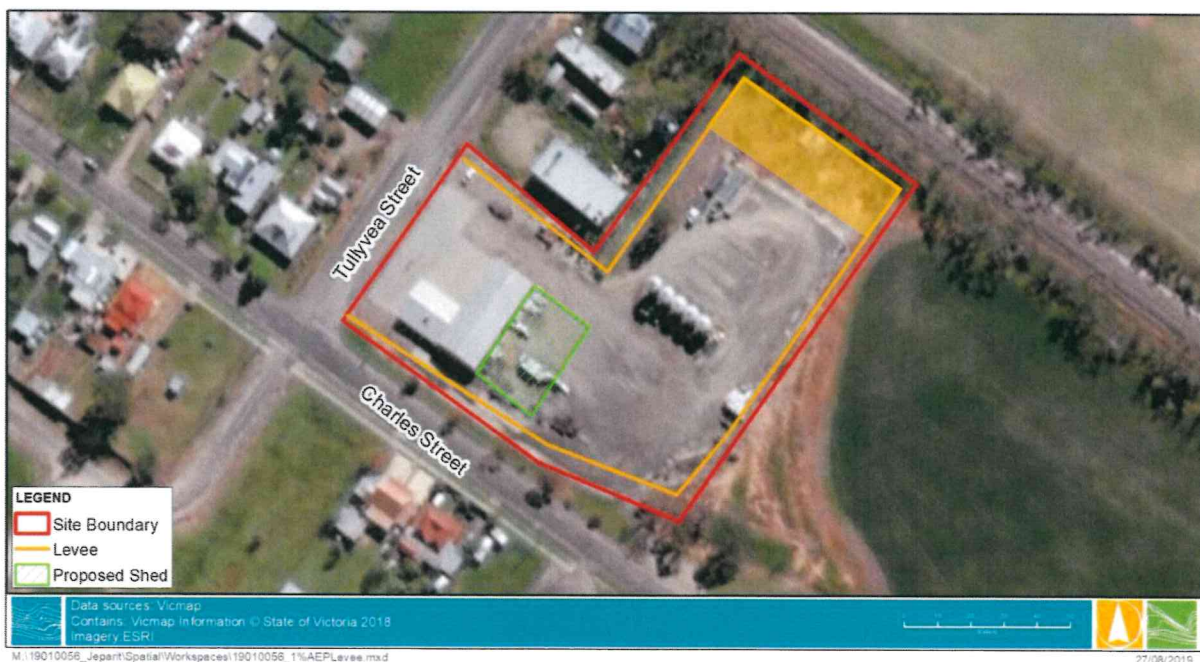 Tullyvea Street
Charles Street
LEGEND
Site Boundary
Levee
Proposed Shed
Data sources: Vicmap
Contains: Vicmap Information © State of Victoria 2018
Imagery:ESRI
M:\19010056_Jeparit\Spatial\Workspaces\19010056_1%AEPLevee.mxd
27/08/2019